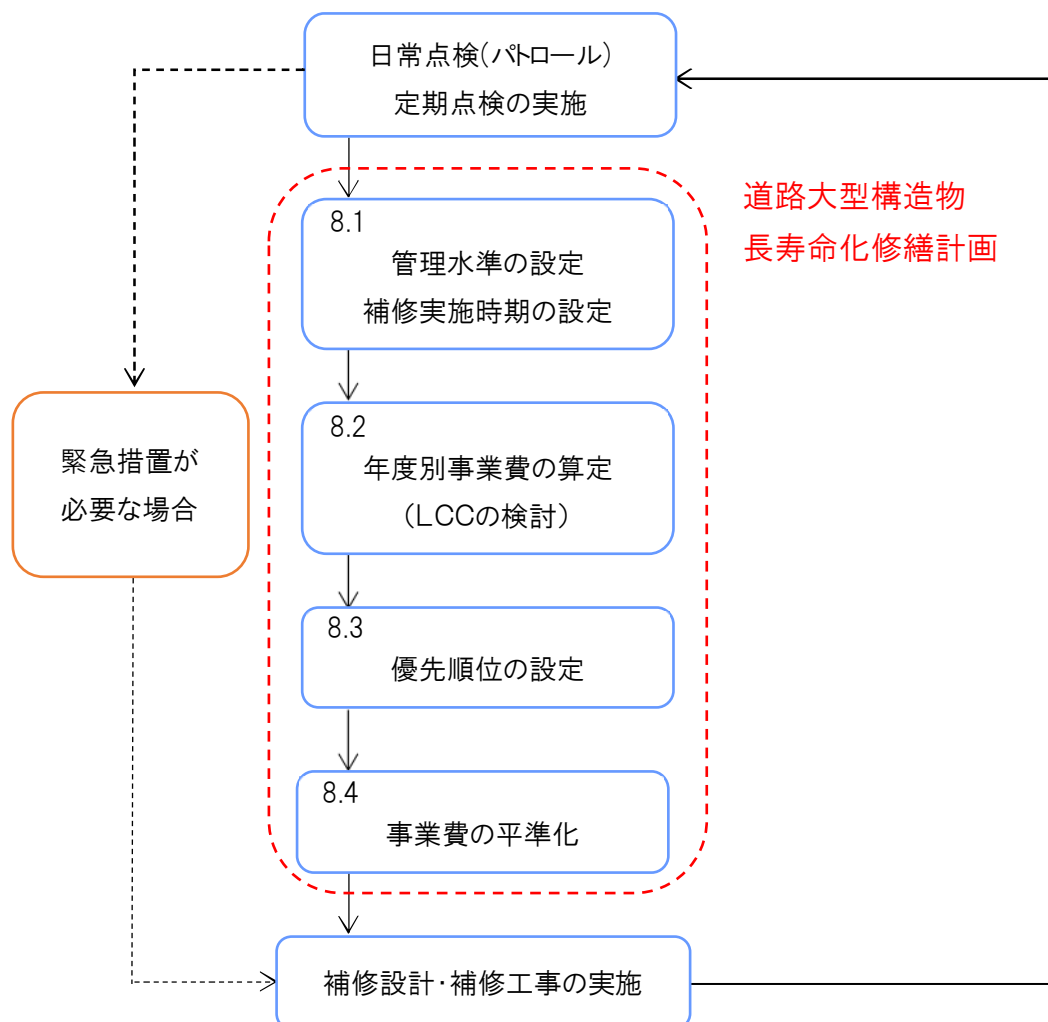 日常点検(パトロール)
定期点検の実施
道路大型構造物
長寿命化修繕計画
8.1
管理水準の設定
補修実施時期の設定
8.2
年度別事業費の算定
(LCCの検討)
緊急措置が
必要な場合
8.3
優先順位の設定
8.4
事業費の平準化
補修設計・補修工事の実施